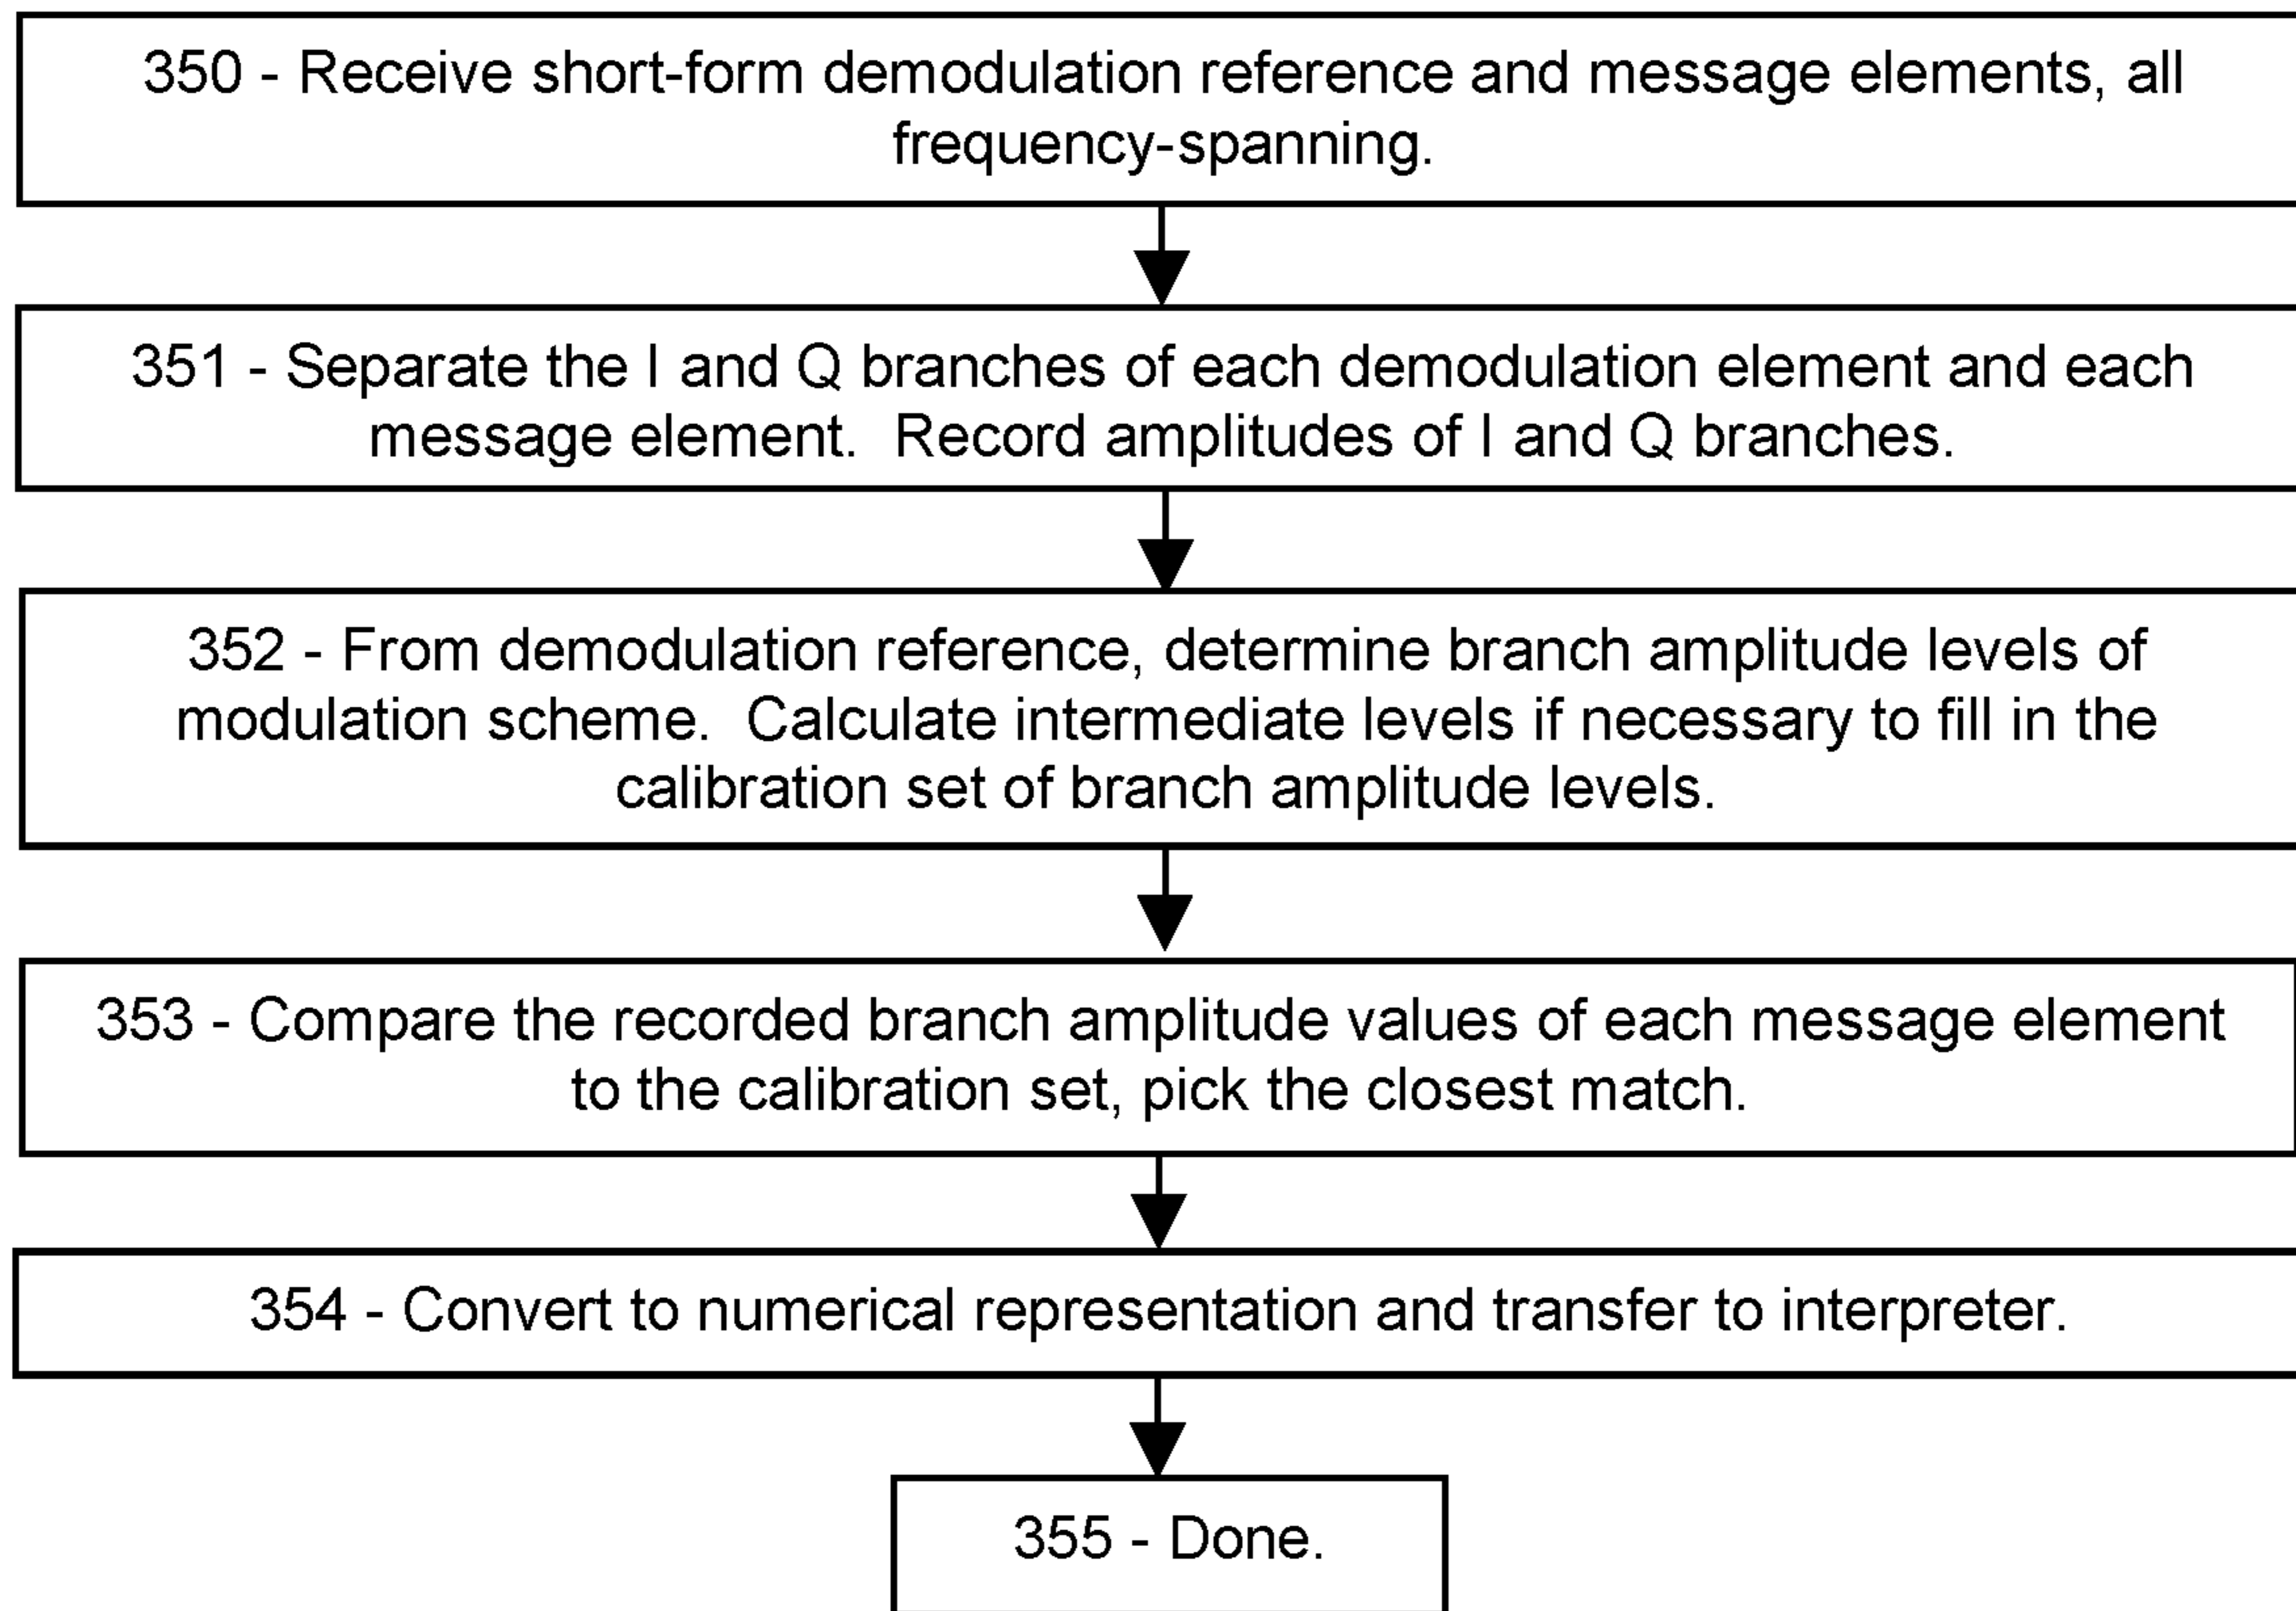 350 - Receive short-form demodulation reference and message elements, all
frequency-spanning.
351 - Separate the I and Q branches of each demodulation element and each
message element.  Record amplitudes of I and Q branches.
352 - From demodulation reference, determine branch amplitude levels of
modulation scheme.  Calculate intermediate levels if necessary to fill in the
calibration set of branch amplitude levels.
353 - Compare the recorded branch amplitude values of each message element
to the calibration set, pick the closest match.
354 - Convert to numerical representation and transfer to interpreter.
355 - Done.